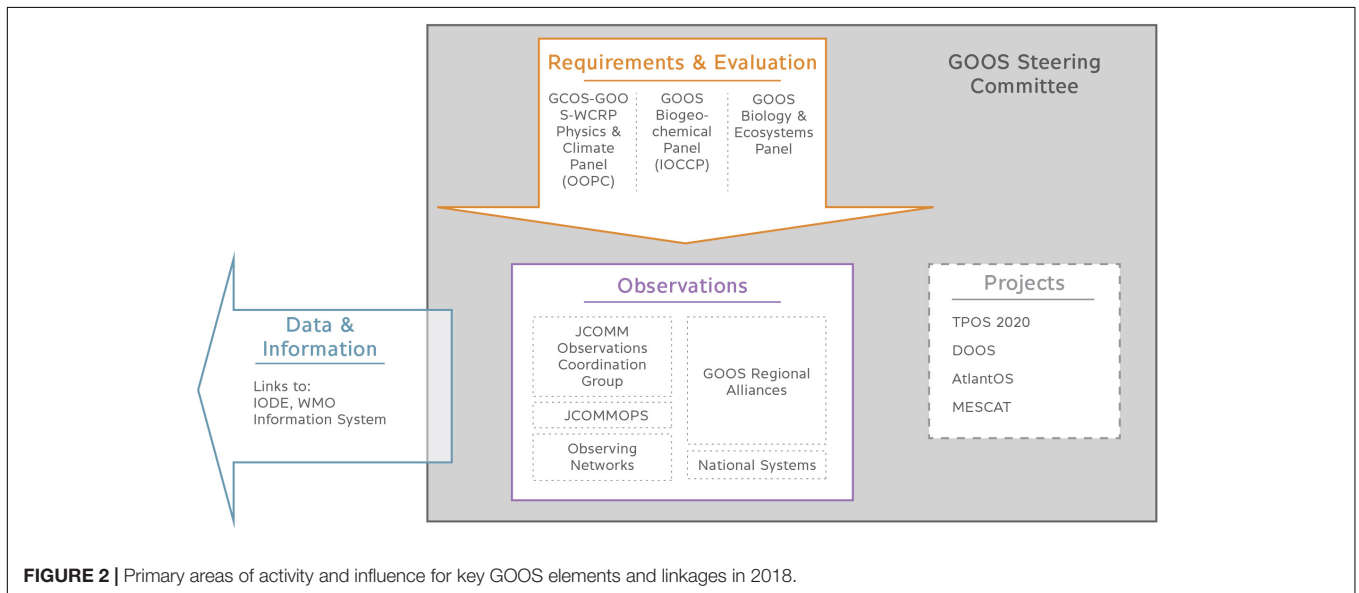 Requirements & Evaluation
GCOS-GOO
S-WCRP
Physics &
Climate
Panel
(OOPC)
GOOS
Biogeo-
chemical
Panel
(IOCCP)
GOOS
Biology &
Ecosystems
Panel
GOOS Steering
Committee
Data &
Information
Links to:
IODE, WMO
Information System
Observations
JCOMM
Observations
Coordination
Group
JCOMMOPS
Observing
Networks
GOOS Regional
Alliances
National Systems
Projects
TPOS 2020
DOOS
AtlantOS
MESCAT
FIGURE 2 | Primary areas of activity and influence for key GOOS elements and linkages in 2018.